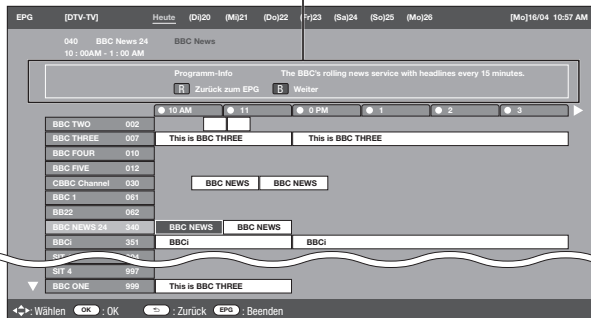 EPG [DTV-TV] Heute (Di)20 (Mi)21 (Do)22 (Fr)23 (Sa)24 (So)25 (Mo)26 [Mo]16/04 10:57 AM
040 BBC News 24 BBC News
10 : 00AM - 1 : 00 AM
Programm-Info The BBC's rolling news service with headlines every 15 minutes.
R Zurück zum EPG B Weiter
10 AM 11 0 PM 1 2 3
BBC TWO 002
BBC THREE 007 This is BBC THREE This is BBC THREE
BBC FOUR 010
BBC FIVE 012
CBBC Channel 030 BBC NEWS BBC NEWS
BBC 1 061
BB22 062
BBC NEWS 24 340 BBC NEWS BBC NEWS
BBCi 351 BBCi BBCi
SIT 4 997
BBC ONE 999 This is BBC THREE
: Wählen OK : OK : Zurück EPG : Beenden